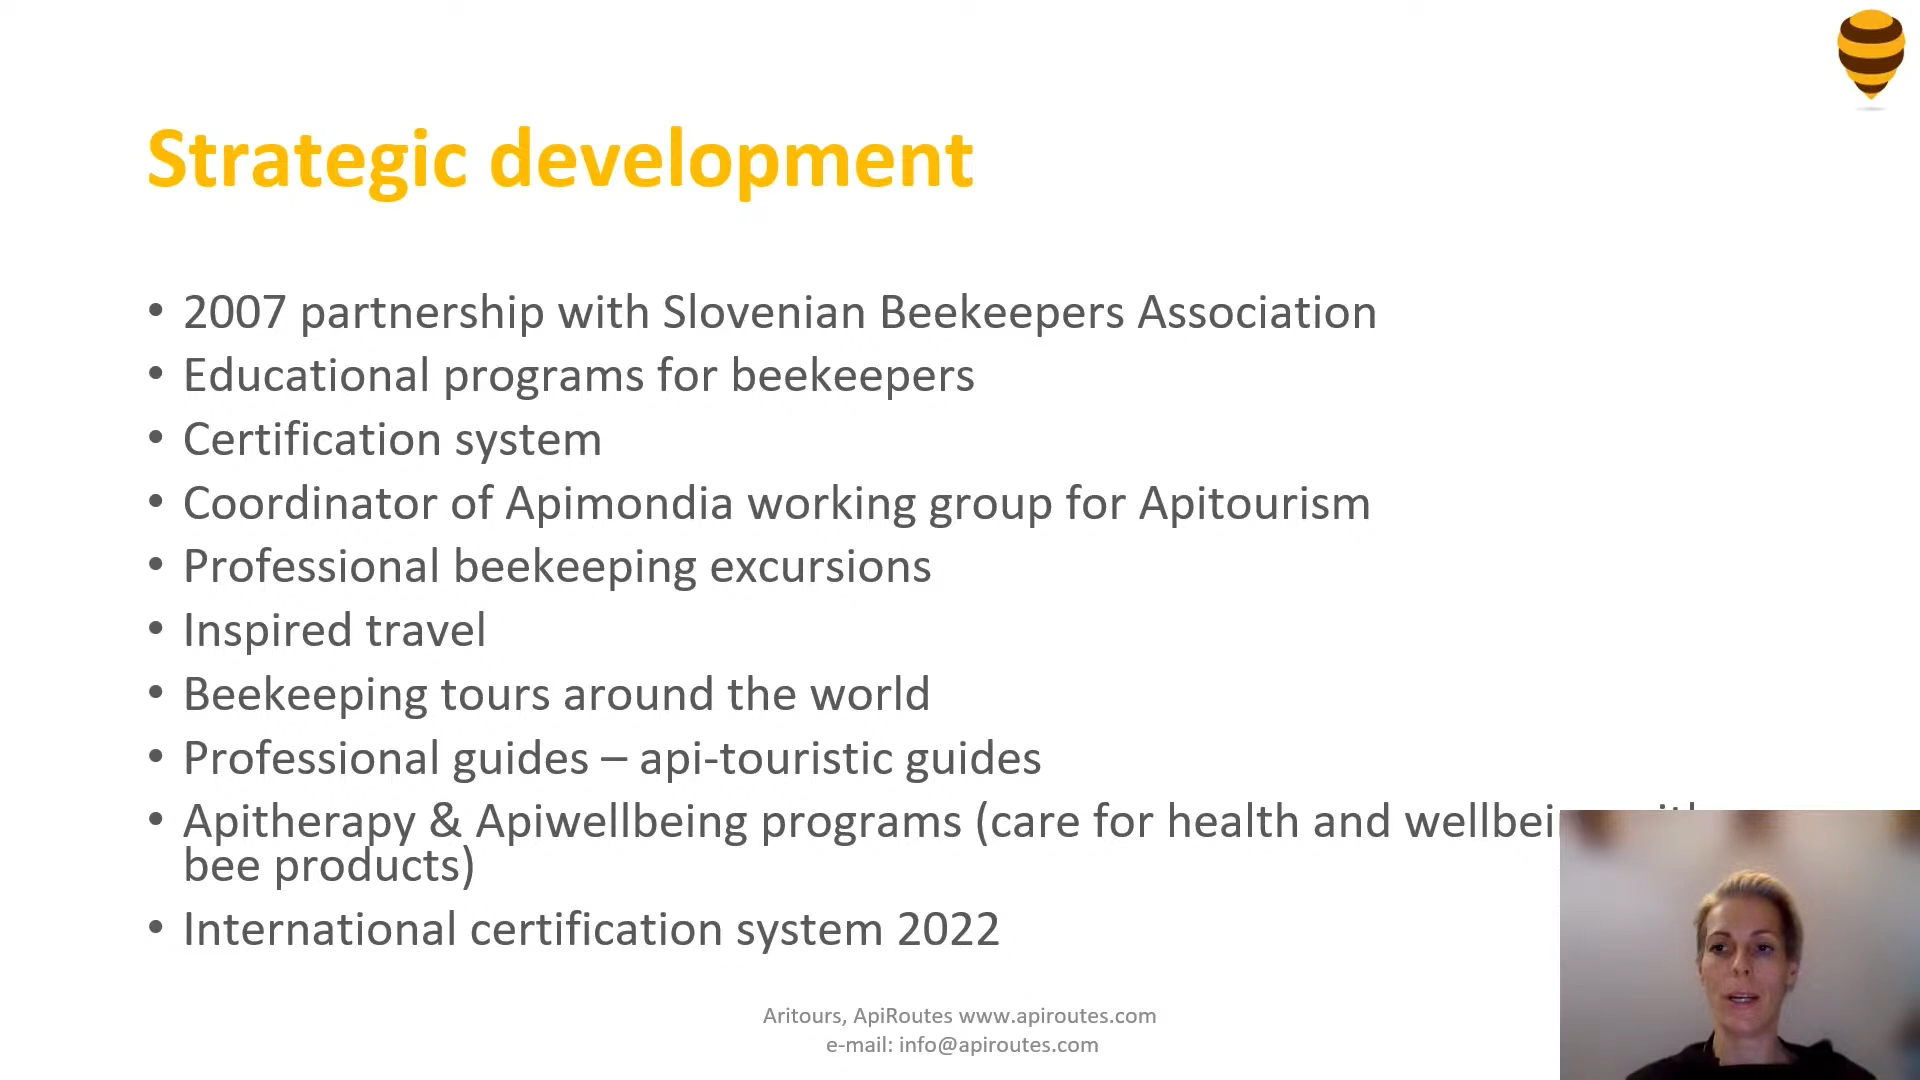 Strategic development
• 2007 partnership with Slovenian Beekeepers Association
• Educational programs for beekeepers
• Certification system
• Coordinator of Apimondia working group for Apitourism
• Professional beekeeping excursions
• Inspired travel
• Beekeeping tours around the world
• Professional guides – api-touristic guides
• Apitherapy & Apiwellbeing programs (care for health and
bee products)
• International certification system 2022
Aritours, ApiRoutes www.apiroutes.com
e-mail: info@apiroutes.com